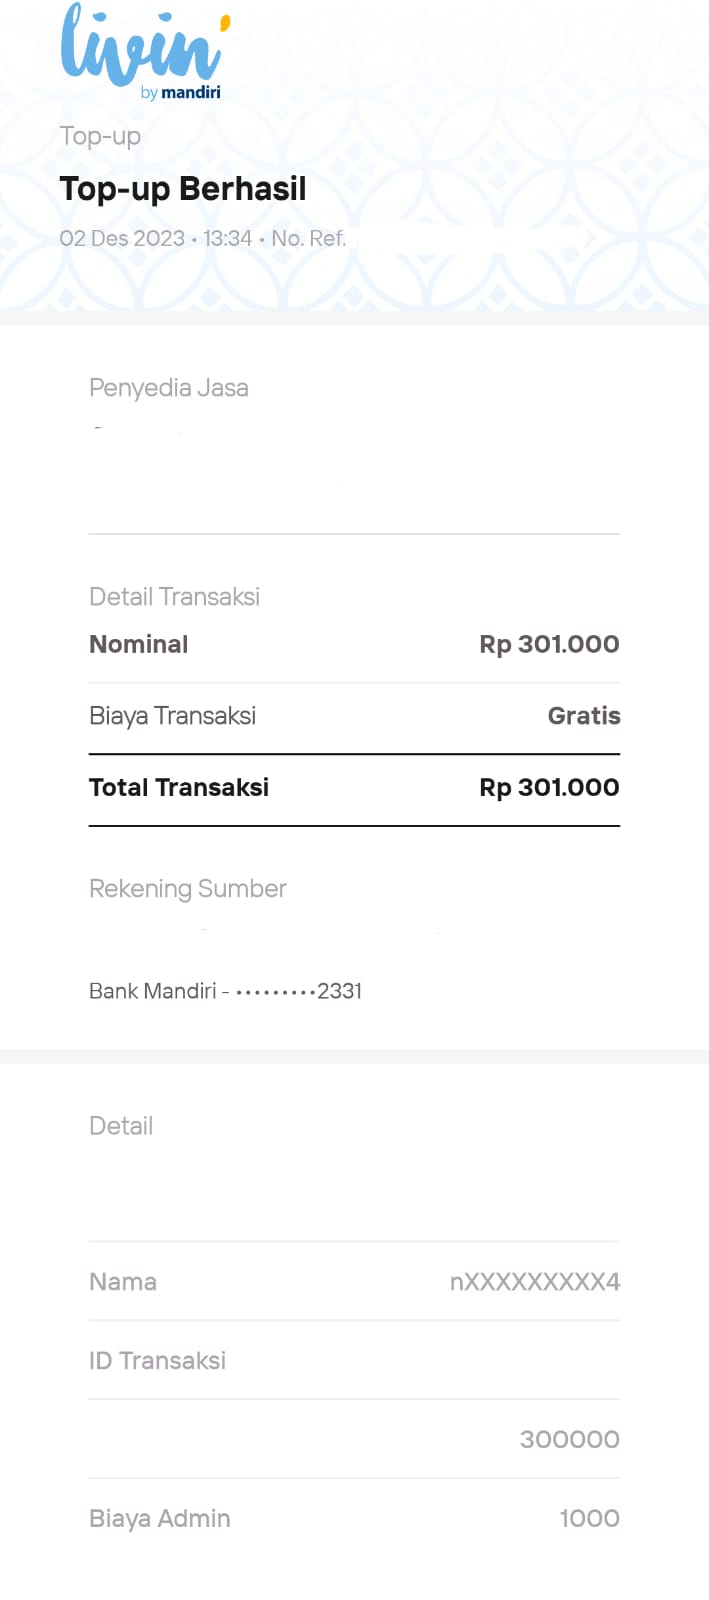 livin'
by mandiri
Top-up
Top-up Berhasil
02 Des 2023 • 13:34 • No. Ref.
Penyedia Jasa
Detail Transaksi
Nominal Rp 301.000
Biaya Transaksi Gratis
Total Transaksi Rp 301.000
Rekening Sumber
Bank Mandiri - •••••••••2331
Detail
Nama nXXXXXXXXX4
ID Transaksi
300000
Biaya Admin 1000